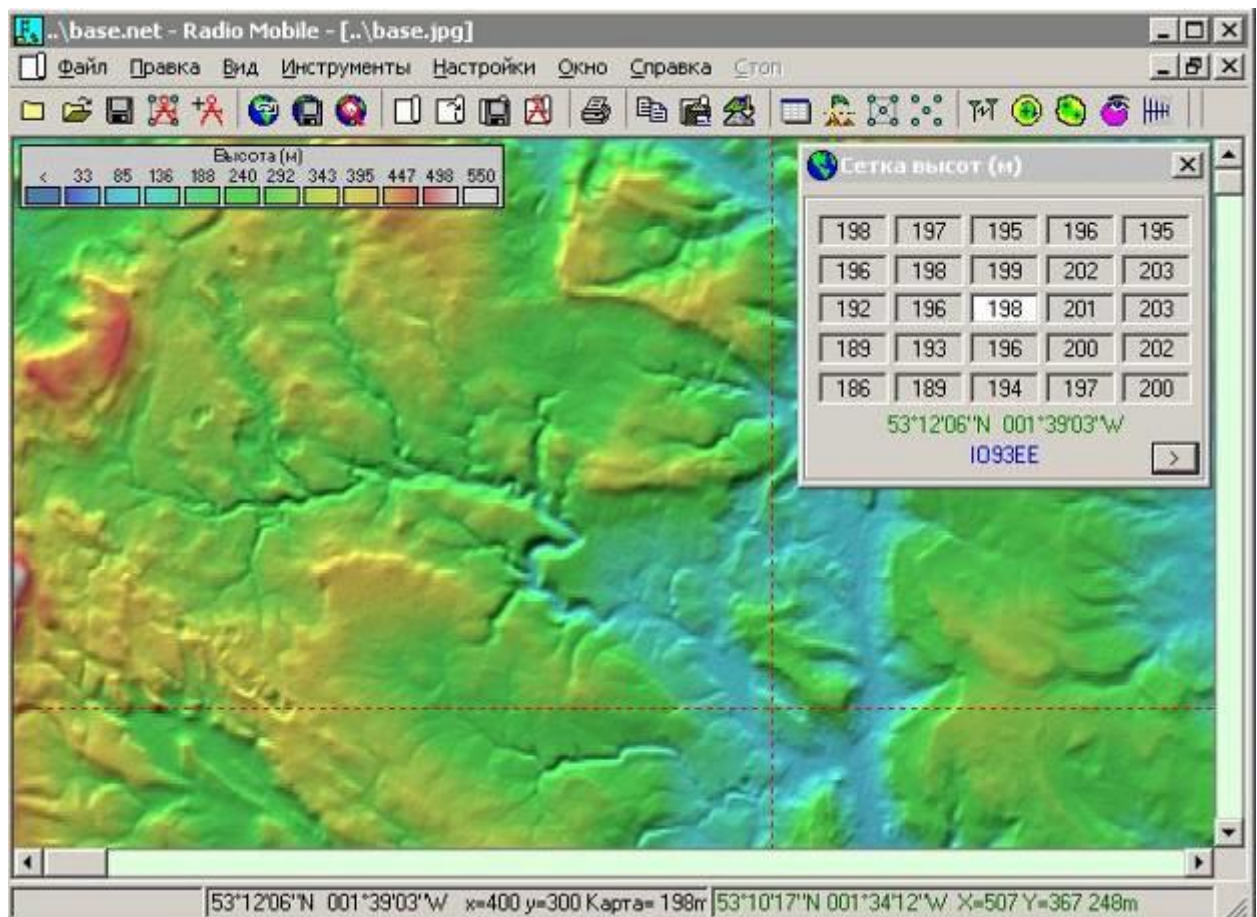 ..\base.net - Radio Mobile - [..\base.jpg]
Файл Правка Вид Инструменты Настройки Окно Справка Стоп
Высота (м)
< 33 85 136 188 240 292 343 395 447 498 550
Сетка высот (м)
198 197 195 196 195
196 198 199 202 203
192 196 198 201 203
189 193 196 200 202
186 189 194 197 200
53°12'06''N 001°39'03''W
IO93EE
>
53°12'06''N 001°39'03''W x=400 y=300 Карта= 198m 53°10'17''N 001°34'12''W X=507 Y=367 248m